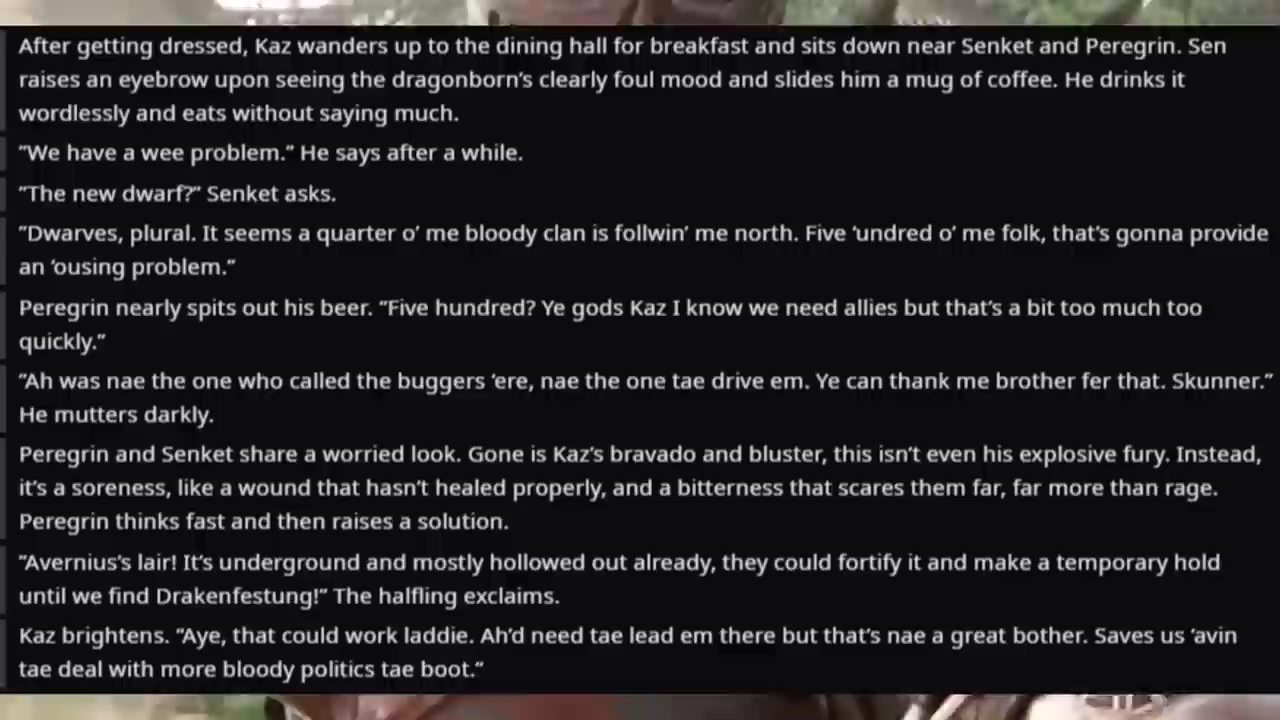 After getting dressed, Kaz wanders up to the dining hall for breakfast and sits down near Senket and Peregrin. Sen
raises an eyebrow upon seeing the dragonborn's clearly foul mood and slides him a mug of coffee. He drinks it
wordlessly and eats without saying much.
"We have a wee problem." He says after a while.
"The new dwarf?" Senket asks.
"Dwarves, plural. It seems a quarter o' me bloody clan is follwin' me north. Five 'undred o' me folk, that's gonna provide
an 'ousing problem."
Peregrin nearly spits out his beer. "Five hundred? Ye gods Kaz I know we need allies but that's a bit too much too
quickly."
"Ah was nae the one who called the buggers 'ere, nae the one tae drive em. Ye can thank me brother fer that. Skunner."
He mutters darkly.
Peregrin and Senket share a worried look. Gone is Kaz's bravado and bluster, this isn't even his explosive fury. Instead,
it's a soreness, like a wound that hasn't healed properly, and a bitterness that scares them far, far more than rage.
Peregrin thinks fast and then raises a solution.
"Avernius's lair! It's underground and mostly hollowed out already, they could fortify it and make a temporary hold
until we find Drakenfestung!" The halfling exclaims.
Kaz brightens. "Aye, that could work laddie. Ah'd need tae lead em there but that's nae a great bother. Saves us 'avin
tae deal with more bloody politics tae boot."